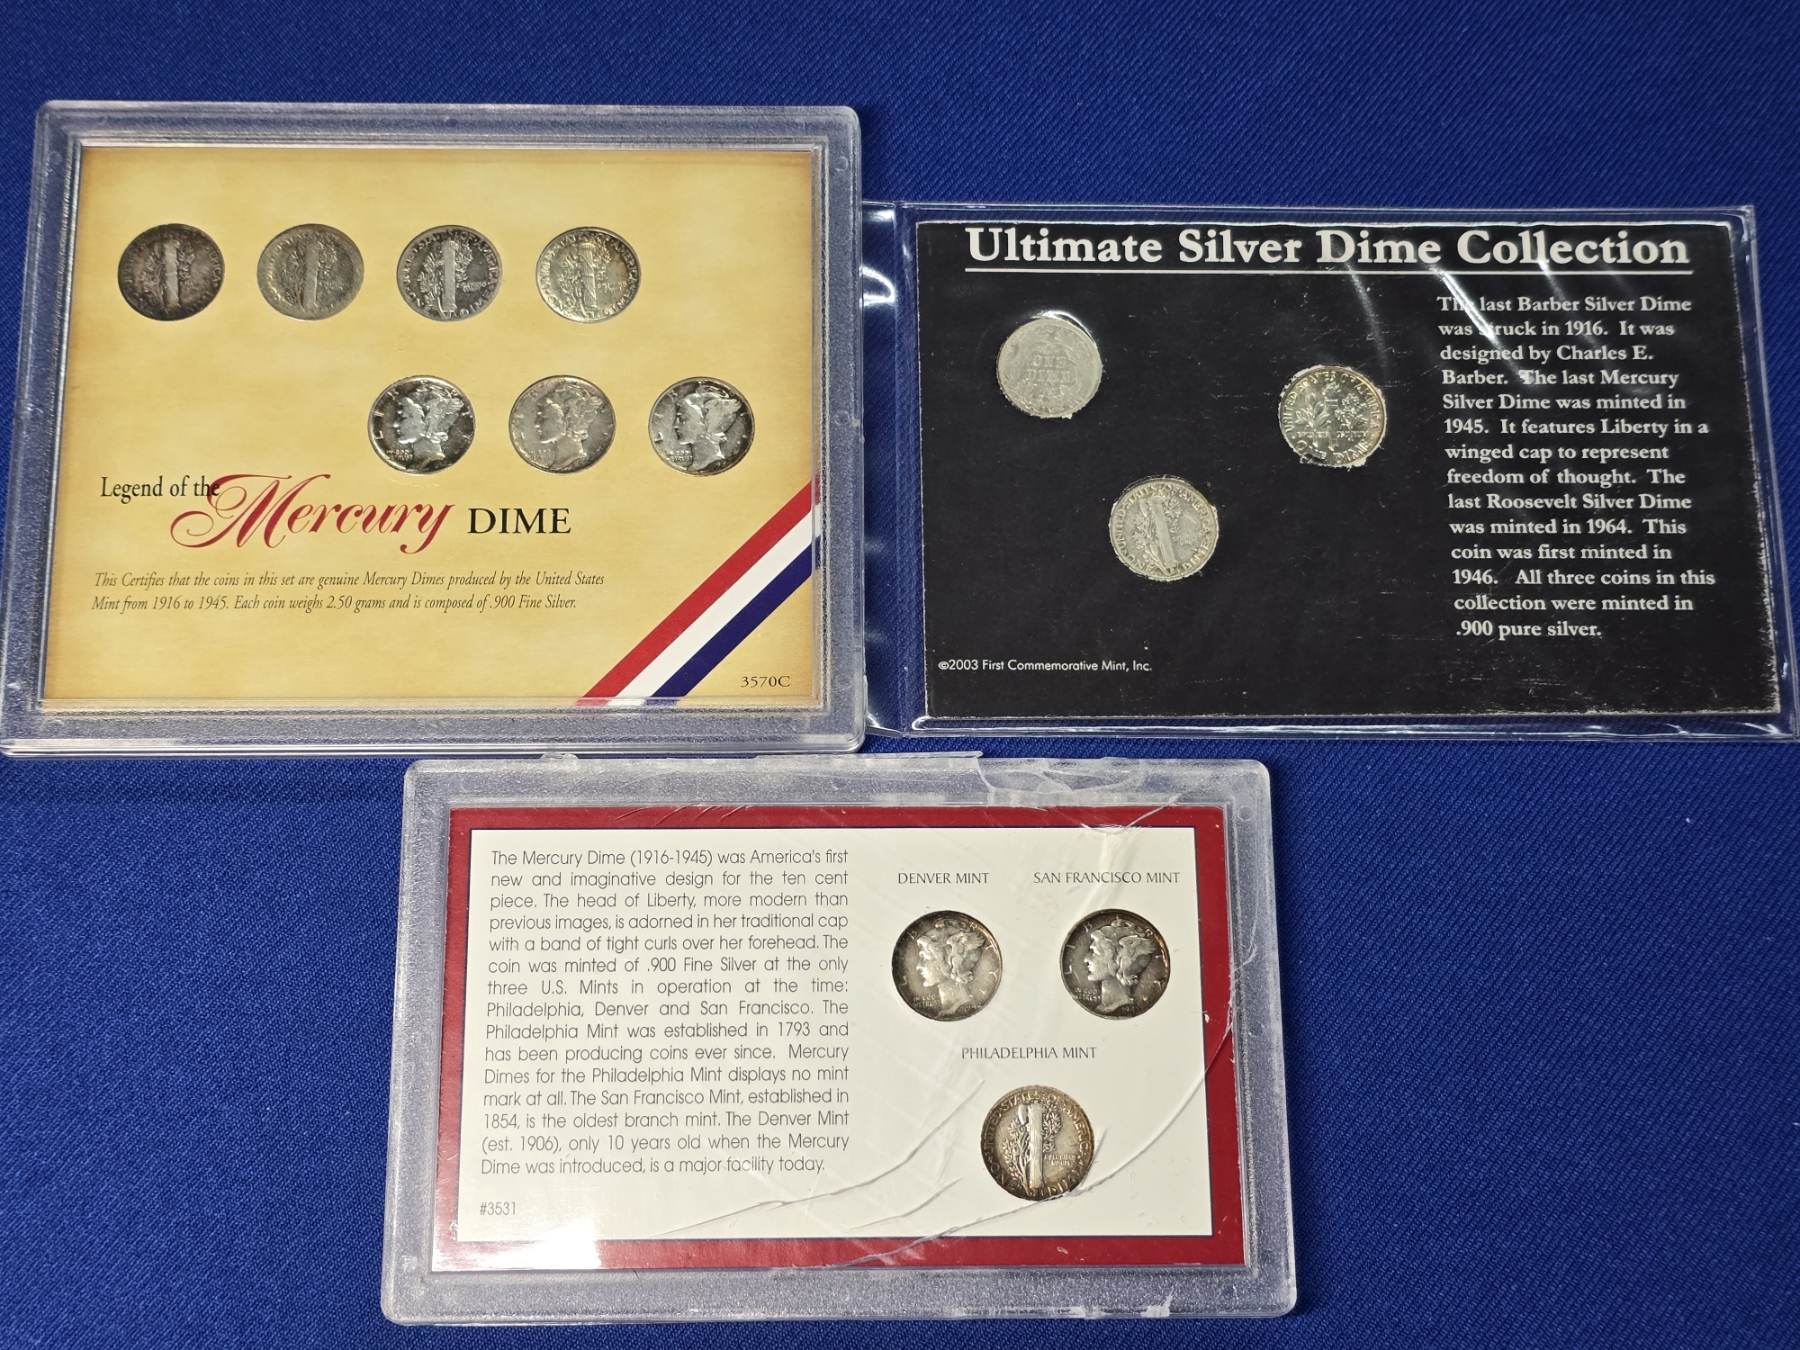 Legend of the
Mercury DIME
This Certifies that the coins in this set are genuine Mercury Dimes produced by the United States
Mint from 1916 to 1945. Each coin weighs 2.50 grams and is composed of .900 Fine Silver.
3570C
Ultimate Silver Dime Collection
The last Barber Silver Dime
was struck in 1916. It was
designed by Charles E.
Barber. The last Mercury
Silver Dime was minted in
1945. It features Liberty in a
winged cap to represent
freedom of thought. The
last Roosevelt Silver Dime
was minted in 1964. This
coin was first minted in
1946. All three coins in this
collection were minted in
.900 pure silver.
©2003 First Commemorative Mint, Inc.
ONE
DIME
The Mercury Dime (1916-1945) was America's first
new and imaginative design for the ten cent
piece. The head of Liberty, more modern than
previous images, is adorned in her traditional cap
with a band of tight curls over her forehead. The
coin was minted of .900 Fine Silver at the only
three U.S. Mints in operation at the time:
Philadelphia, Denver and San Francisco. The
Philadelphia Mint was established in 1793 and
has been producing coins ever since. Mercury
Dimes for the Philadelphia Mint displays no mint
mark at all. The San Francisco Mint, established in
1854, is the oldest branch mint. The Denver Mint
(est. 1906), only 10 years old when the Mercury
Dime was introduced, is a major facility today.
#3531
DENVER MINT
SAN FRANCISCO MINT
PHILADELPHIA MINT